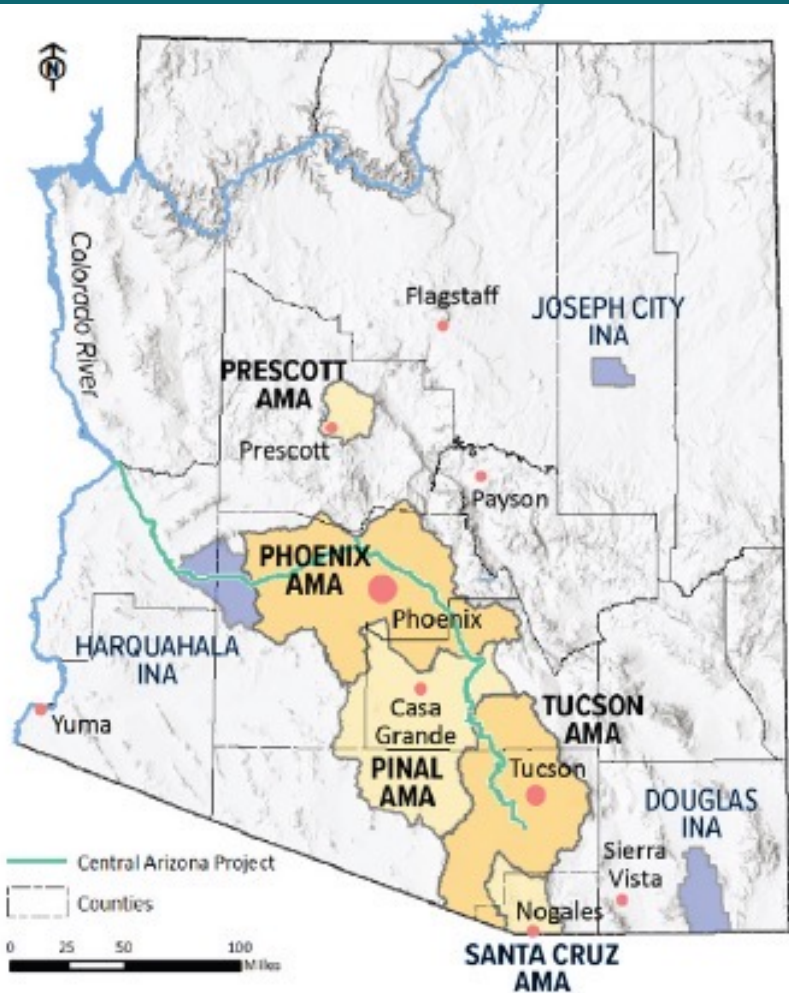 N
Colorado River
Flagstaff
JOSEPH CITY
INA
PRESCOTT
AMA
Prescott
Payson
PHOENIX
AMA
Phoenix
HARQUAHALA
INA
Yuma
Casa
Grande
TUCSON
AMA
PINAL
AMA
Tucson
DOUGLAS
INA
Sierra
Vista
Nogales
SANTA CRUZ
AMA
Central Arizona Project
Counties
0 25 50 100
Miles